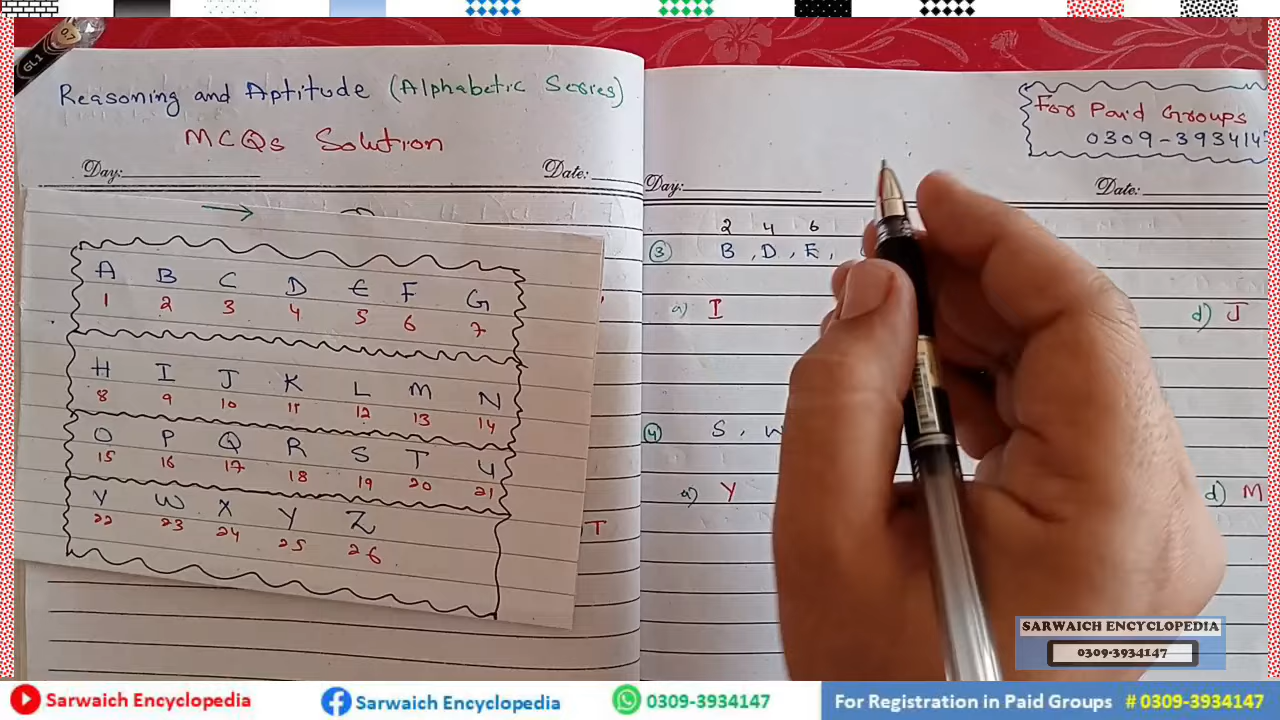 GL1 0.7
Reasoning and Aptitude (Alphabetic Series)
MCQs Solution
Day:
Date:
A B C D E F G
1 2 3 4 5 6 7
H I J K L M N
8 9 10 11 12 13 14
O P Q R S T U
15 16 17 18 19 20 21
V W X Y Z
22 23 24 25 26
T
For Paid Groups
0309-393414
Day:
Date:
2 4 6
3 B, D, E,
a) I
d) J
4 S, W
a) Y
d) M
SARWAICH ENCYCLOPEDIA
0309-3934147
Sarwaich Encyclopedia
Sarwaich Encyclopedia
0309-3934147
For Registration in Paid Groups # 0309-3934147